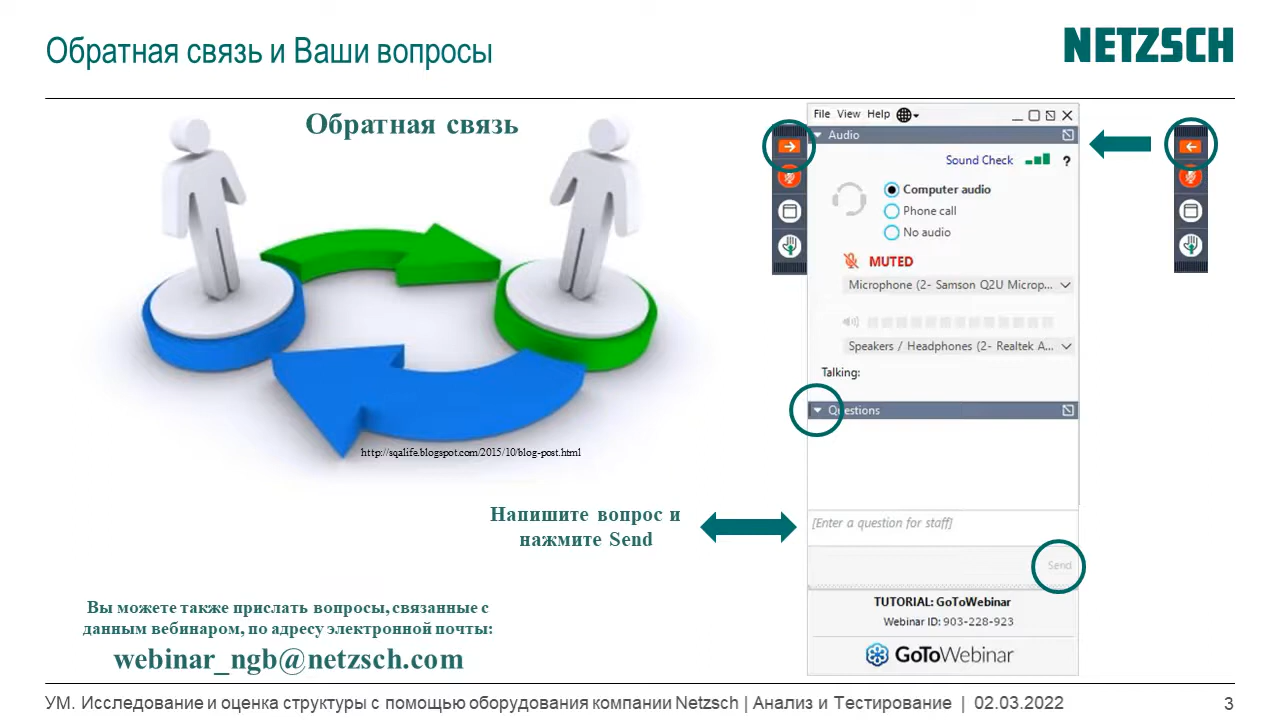 Обратная связь и Ваши вопросы
NETZSCH
Обратная связь
http://sqalife.blogspot.com/2015/10/blog-post.html
File View Help
Audio
Sound Check ?
Computer audio
Phone call
No audio
MUTED
Microphone (2- Samson Q2U Microp...
Speakers / Headphones (2- Realtek A...
Talking:
Questions
[Enter a question for staff]
Send
TUTORIAL: GoToWebinar
Webinar ID: 903-228-923
GoToWebinar
Напишите вопрос и
нажмите Send
Вы можете также прислать вопросы, связанные с
данным вебинаром, по адресу электронной почты:
webinar_ngb@netzsch.com
УМ. Исследование и оценка структуры с помощью оборудования компании Netzsch | Анализ и Тестирование | 02.03.2022
3